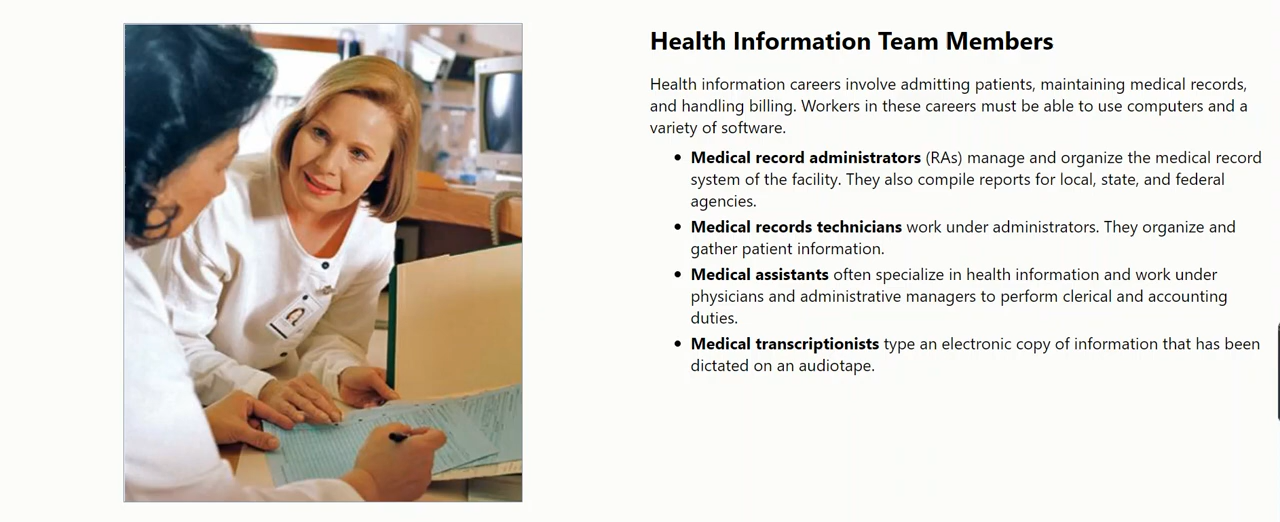 Health Information Team Members
Health information careers involve admitting patients, maintaining medical records,
and handling billing. Workers in these careers must be able to use computers and a
variety of software.
• Medical record administrators (RAs) manage and organize the medical record
system of the facility. They also compile reports for local, state, and federal
agencies.
• Medical records technicians work under administrators. They organize and
gather patient information.
• Medical assistants often specialize in health information and work under
physicians and administrative managers to perform clerical and accounting
duties.
• Medical transcriptionists type an electronic copy of information that has been
dictated on an audiotape.